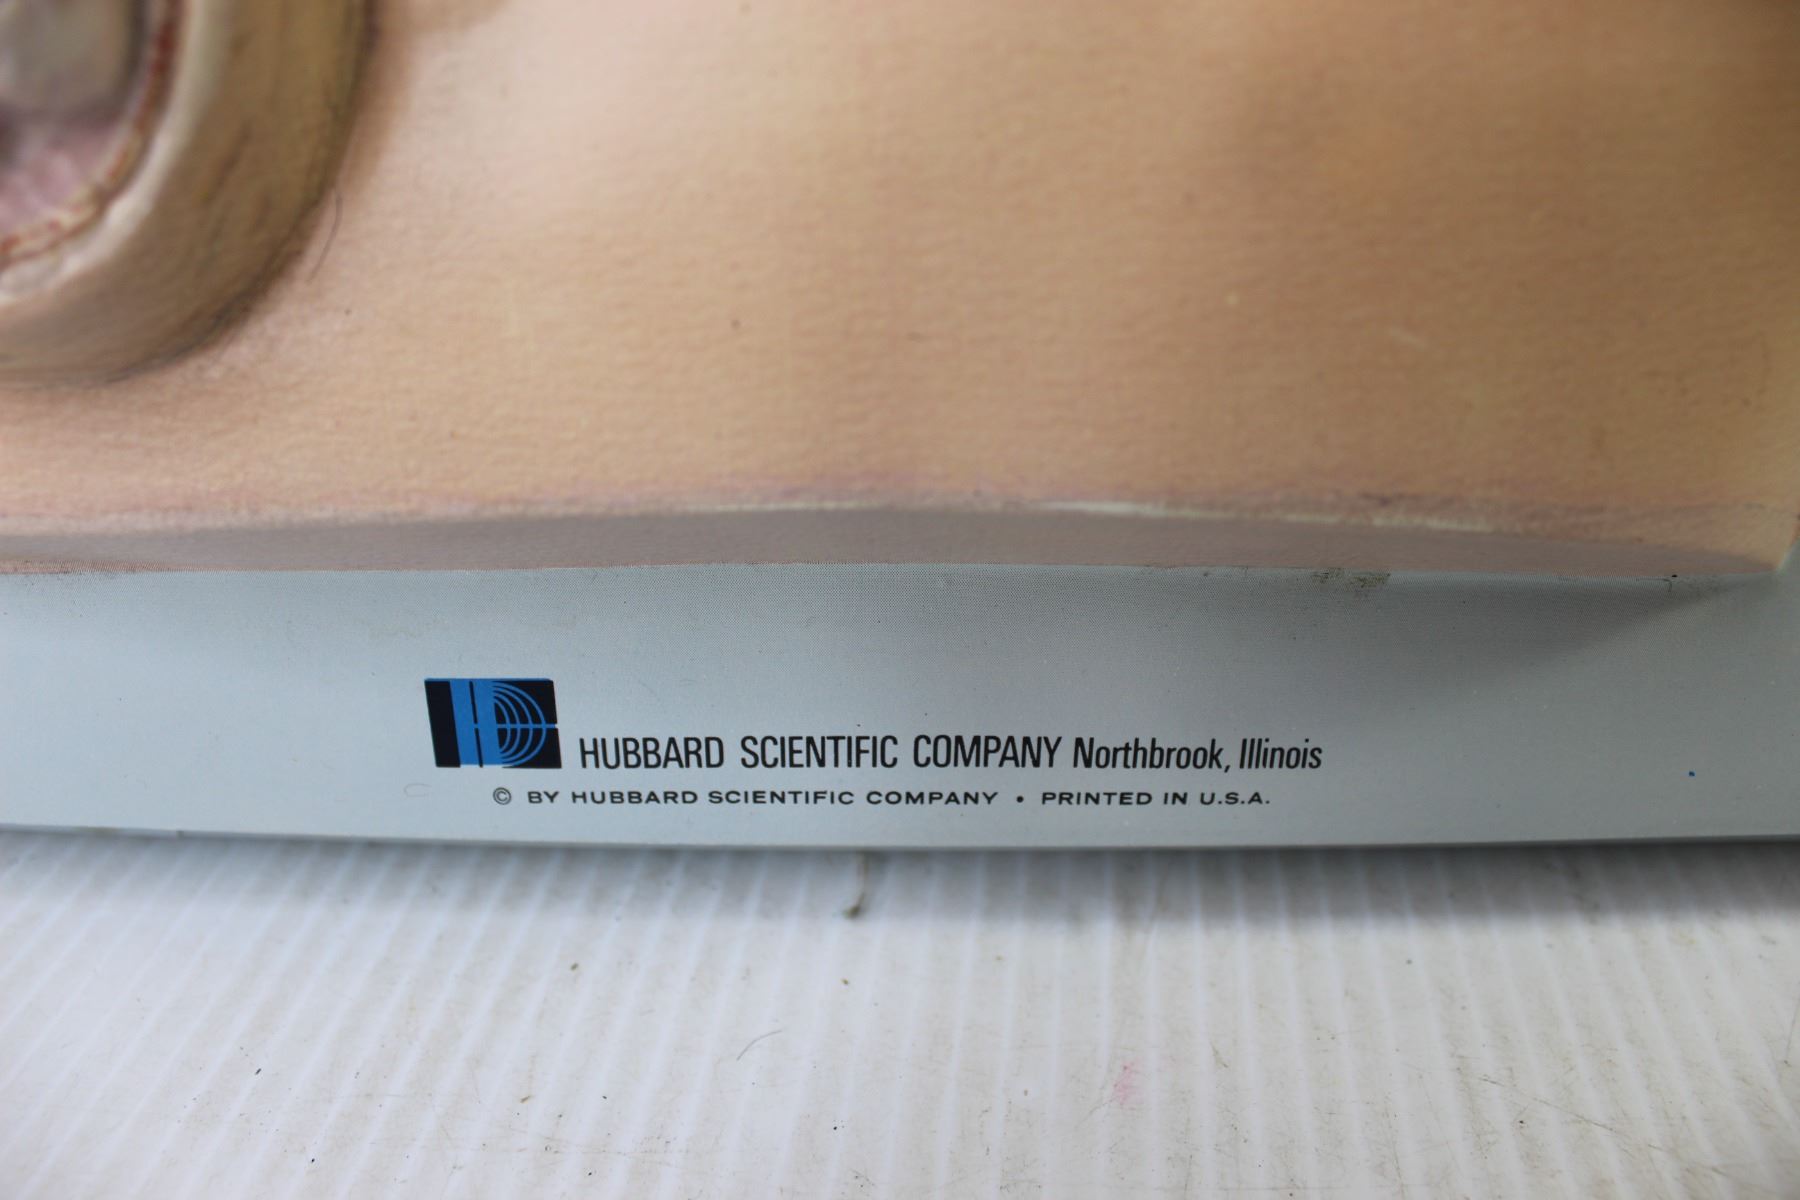 HUBBARD SCIENTIFIC COMPANY Northbrook, Illinois
© BY HUBBARD SCIENTIFIC COMPANY • PRINTED IN U.S.A.